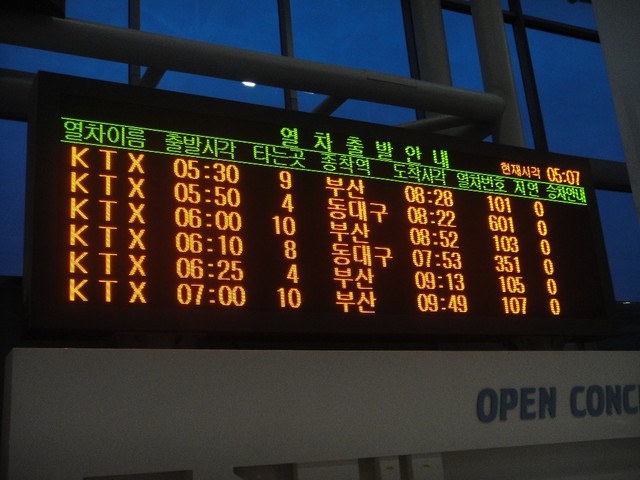 열차출발안내 현재시각 05:07
열차이름 출발시각 타는곳 종착역 도착시각 열차번호 지연 승차안내
KTX 05:30 9 부산 08:28 101 0
KTX 05:50 4 동대구 08:22 601 0
KTX 06:00 10 부산 08:52 103 0
KTX 06:10 8 동대구 07:53 351 0
KTX 06:25 4 부산 09:13 105 0
KTX 07:00 10 부산 09:49 107 0
OPEN CONC